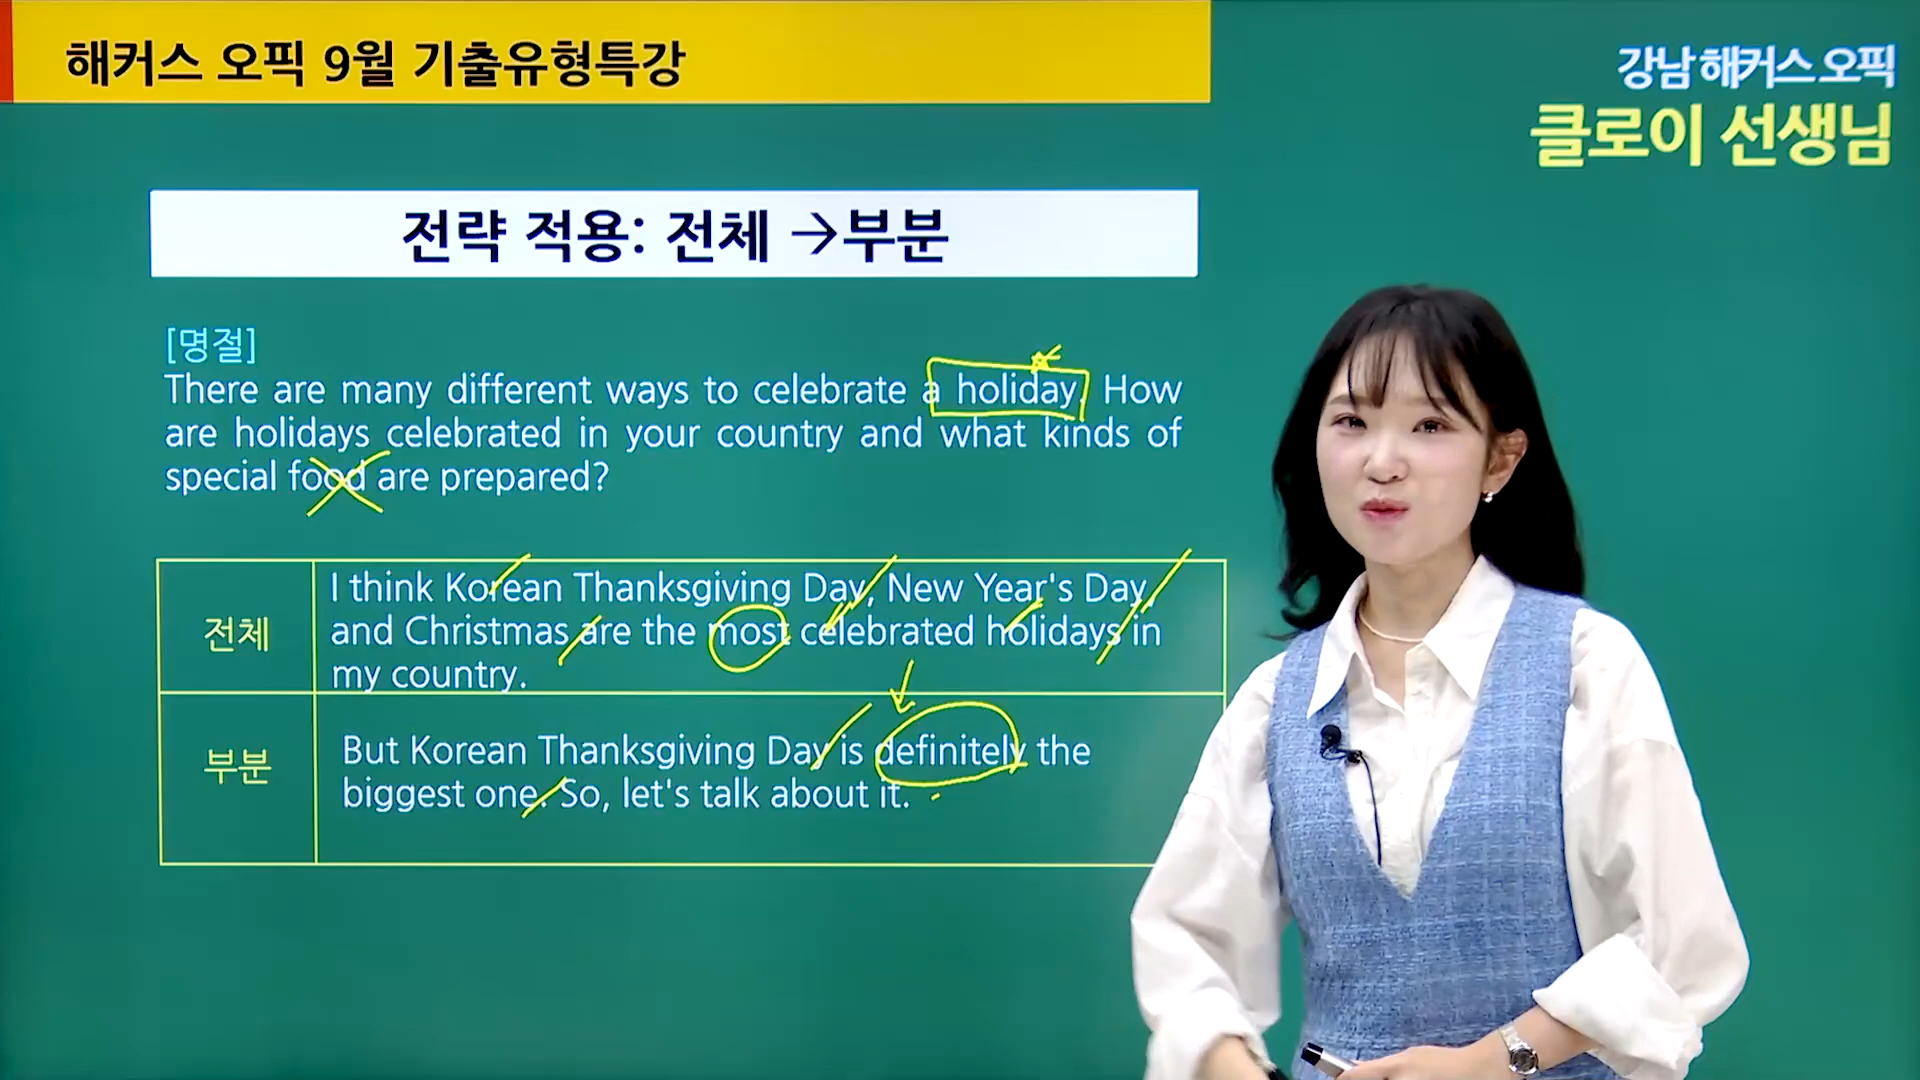 해커스 오픽 9월 기출유형특강
강남 해커스 오픽
클로이 선생님
전략 적용: 전체 →부분
[명절]
There are many different ways to celebrate a holiday. How
are holidays celebrated in your country and what kinds of
special food are prepared?
전체
I think Korean Thanksgiving Day, New Year's Day,
and Christmas are the most celebrated holidays in
my country.
부분
But Korean Thanksgiving Day is definitely the
biggest one. So, let's talk about it.